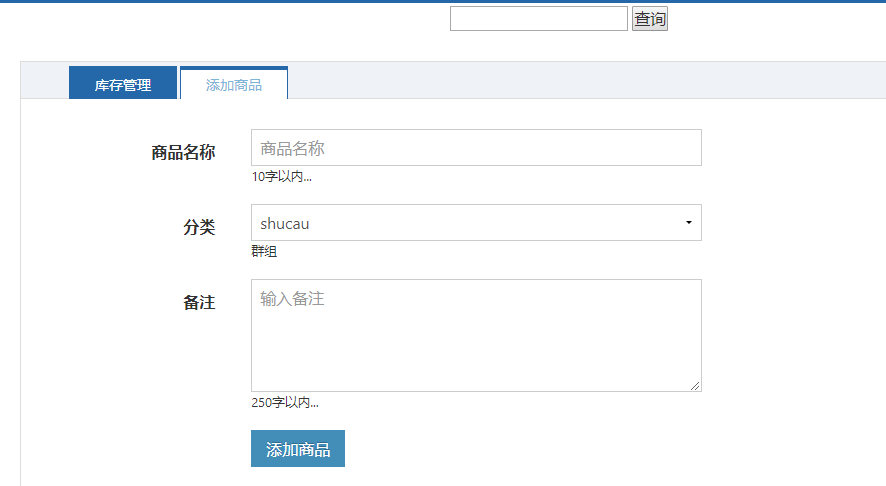 查询
库存管理 添加商品
商品名称 商品名称
10字以内...
分类 shucau
群组
备注 输入备注
250字以内...
添加商品